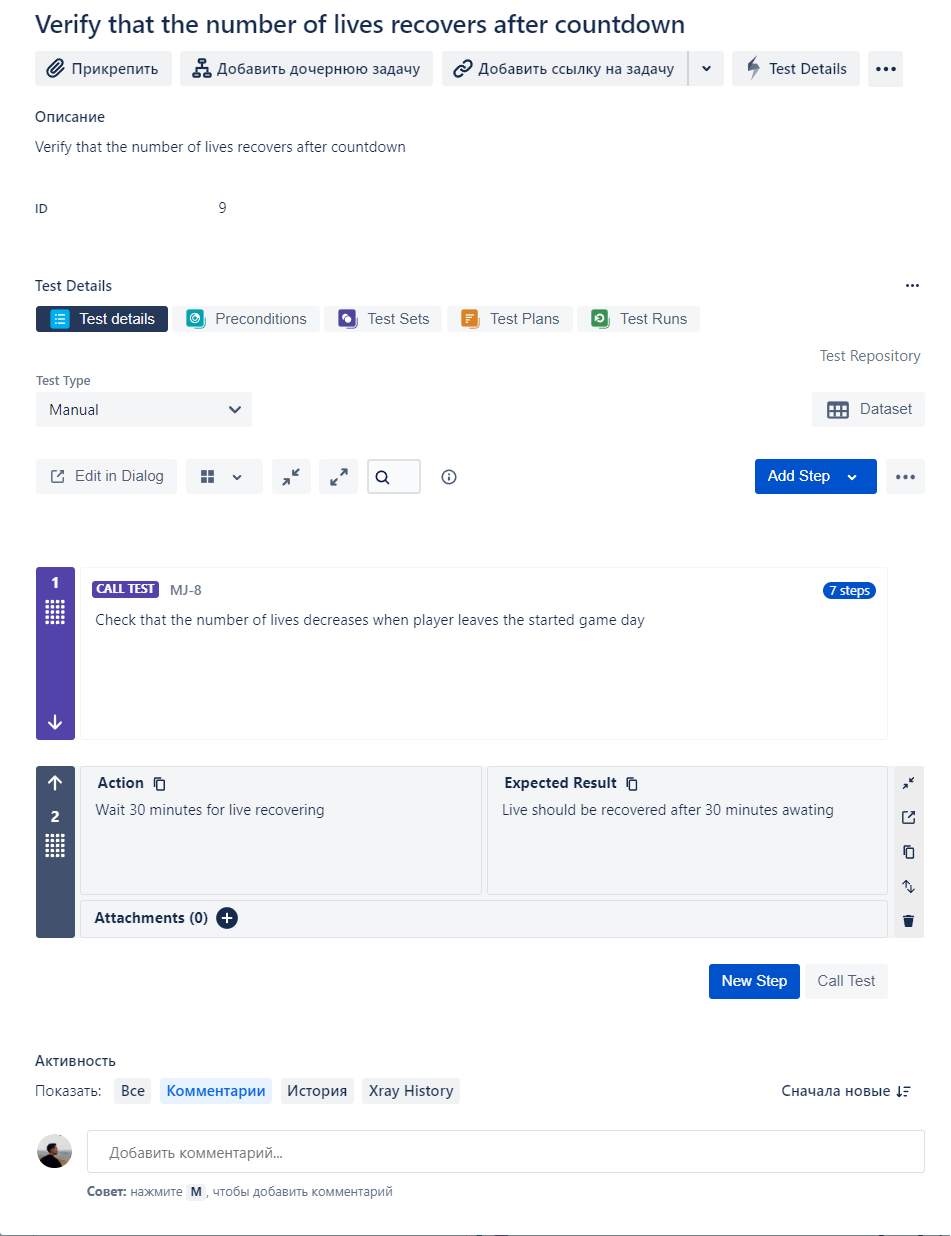 Verify that the number of lives recovers after countdown
Прикрепить Добавить дочернюю задачу Добавить ссылку на задачу Test Details
Описание
Verify that the number of lives recovers after countdown
ID 9
Test Details
Test details Preconditions Test Sets Test Plans Test Runs
Test Repository
Test Type
Manual Dataset
Edit in Dialog Add Step
1 CALL TEST MJ-8 7 steps
Check that the number of lives decreases when player leaves the started game day
Action Expected Result
2 Wait 30 minutes for live recovering Live should be recovered after 30 minutes awating
Attachments (0)
New Step Call Test
Активность
Показать: Все Комментарии История Xray History Сначала новые
Добавить комментарий...
Совет: нажмите M, чтобы добавить комментарий